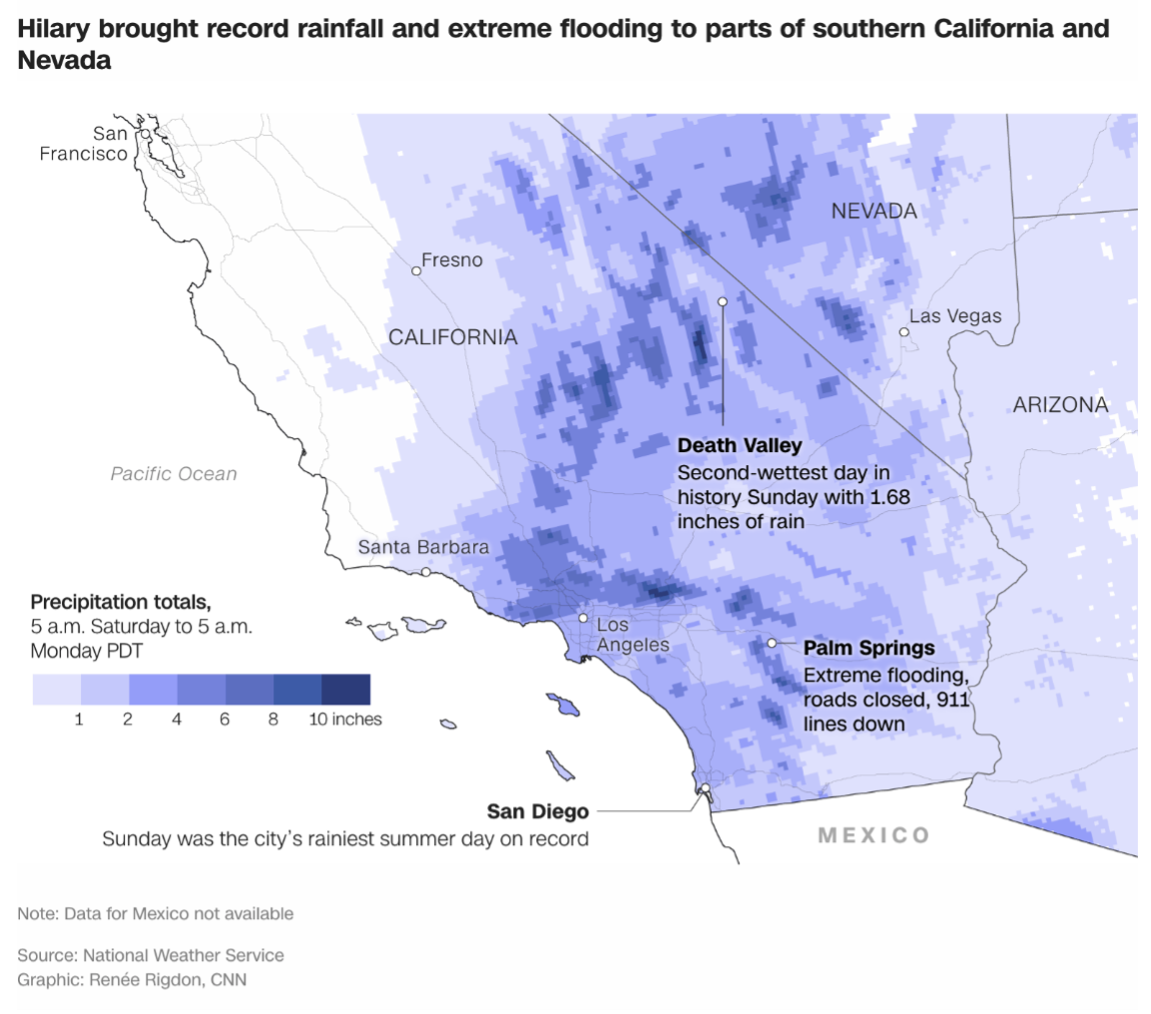 Hilary brought record rainfall and extreme flooding to parts of southern California and
Nevada
San
Francisco
NEVADA
Fresno
Las Vegas
CALIFORNIA
ARIZONA
Death Valley
Second-wettest day in
history Sunday with 1.68
inches of rain
Pacific Ocean
Santa Barbara
Precipitation totals,
5 a.m. Saturday to 5 a.m.
Monday PDT
1 2 4 6 8 10 inches
Los
Angeles
Palm Springs
Extreme flooding,
roads closed, 911
lines down
San Diego
Sunday was the city's rainiest summer day on record
MEXICO
Note: Data for Mexico not available
Source: National Weather Service
Graphic: Renée Rigdon, CNN